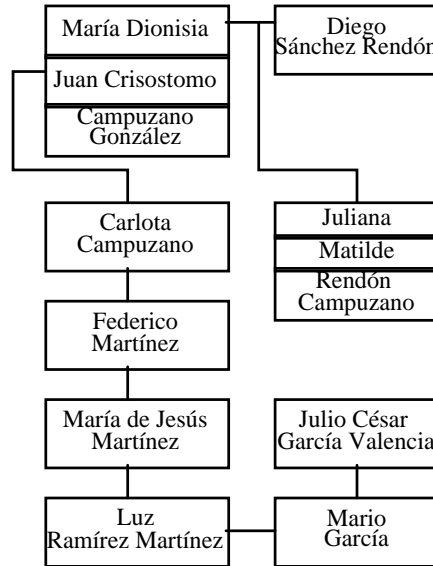 María Dionisia
Diego
Sánchez Rendón
Juan Crisostomo
Campuzano
González
Carlota
Campuzano
Juliana
Matilde
Rendón
Campuzano
Federico
Martínez
María de Jesús
Martínez
Julio César
García Valencia
Luz
Ramírez Martínez
Mario
García